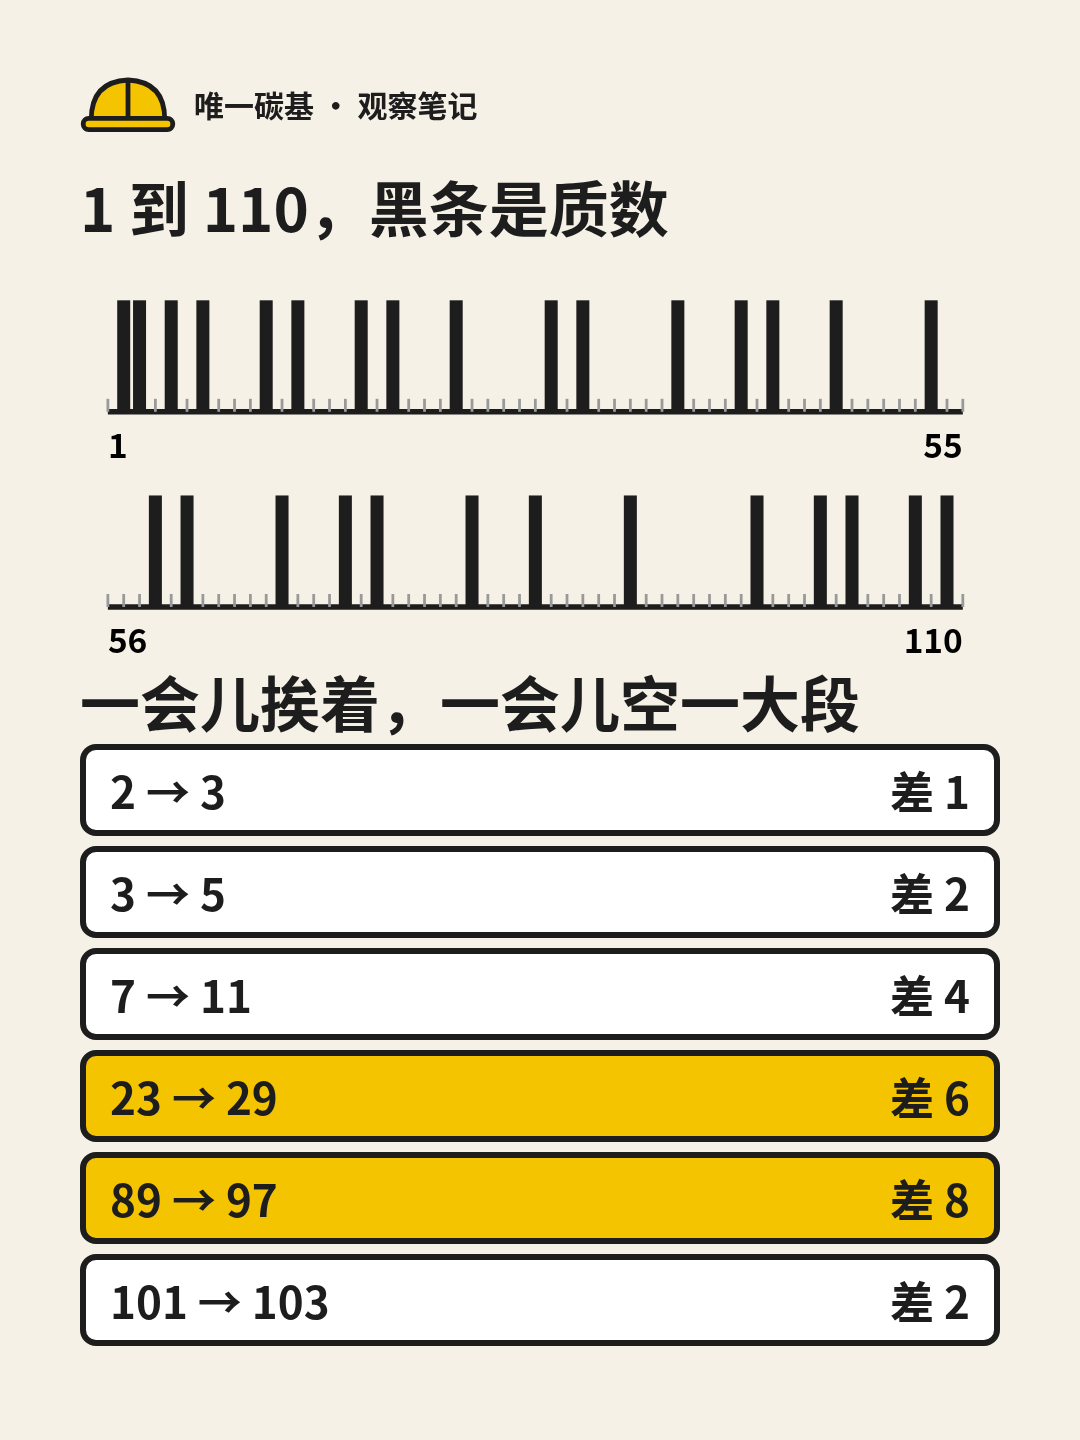 唯一碳基 · 观察笔记
1 到 110，黑条是质数
1 55
56 110
一会儿挨着，一会儿空一大段
2 → 3 差 1
3 → 5 差 2
7 → 11 差 4
23 → 29 差 6
89 → 97 差 8
101 → 103 差 2